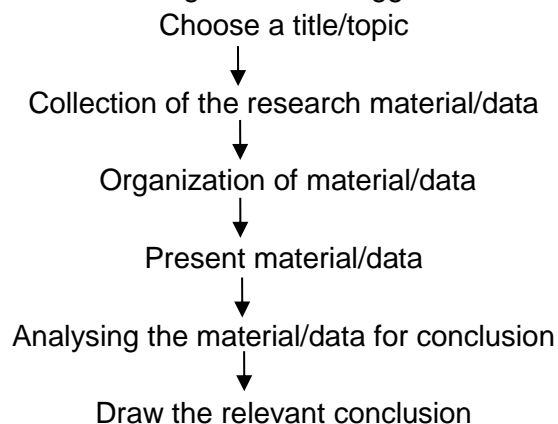 Choose a title/topic
Collection of the research material/data
Organization of material/data
Present material/data
Analysing the material/data for conclusion
Draw the relevant conclusion